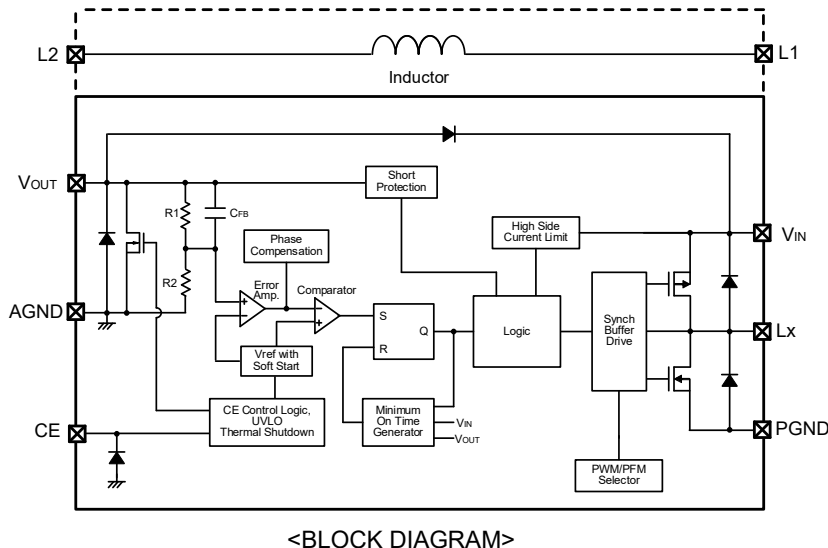 L2
L1
Inductor
VOUT
Short
Protection
R1
CFB
High Side
Current Limit
Phase
Compensation
VIN
R2
Error
Amp.
Comparator
AGND
S
Q
R
Logic
Synch
Buffer
Drive
Lx
Vref with
Soft Start
CE
CE Control Logic,
UVLO
Thermal Shutdown
Minimum
On Time
Generator
VIN
VOUT
PGND
PWM/PFM
Selector
<BLOCK DIAGRAM>